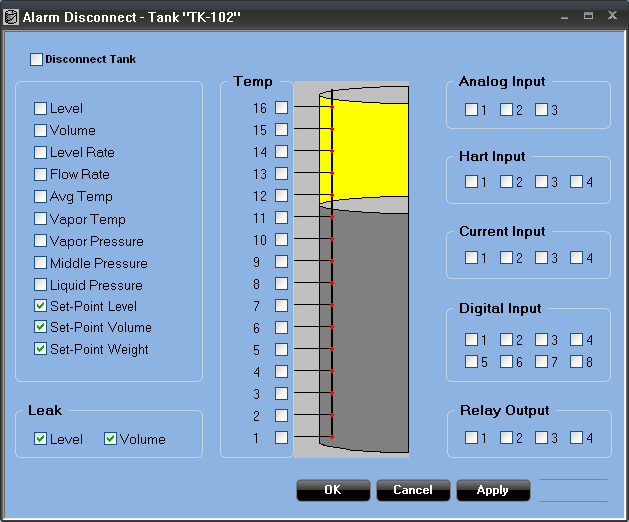 Alarm Disconnect - Tank "TK-102"
Disconnect Tank
Level
Volume
Level Rate
Flow Rate
Avg Temp
Vapor Temp
Vapor Pressure
Middle Pressure
Liquid Pressure
Set-Point Level
Set-Point Volume
Set-Point Weight
Leak
Level Volume
Temp
16
15
14
13
12
11
10
9
8
7
6
5
4
3
2
1
Analog Input
1 2 3
Hart Input
1 2 3 4
Current Input
1 2 3 4
Digital Input
1 2 3 4
5 6 7 8
Relay Output
1 2 3 4
OK Cancel Apply